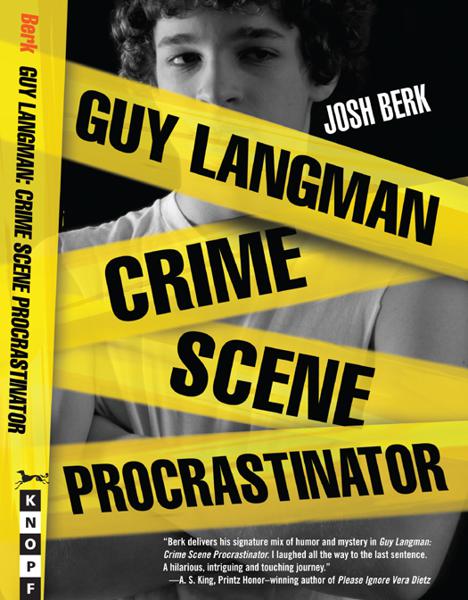 Berk GUY LANGMAN: CRIME SCENE PROCRASTINATOR
KNOPF
JOSH BERK
GUY LANGMAN
CRIME
SCENE
PROCRASTINATOR
“Berk delivers his signature mix of humor and mystery in Guy Langman:
Crime Scene Procrastinator. I laughed all the way to the last sentence.
A hilarious, intriguing and touching journey.”
—A. S. King, Printz Honor–winning author of Please Ignore Vera Dietz